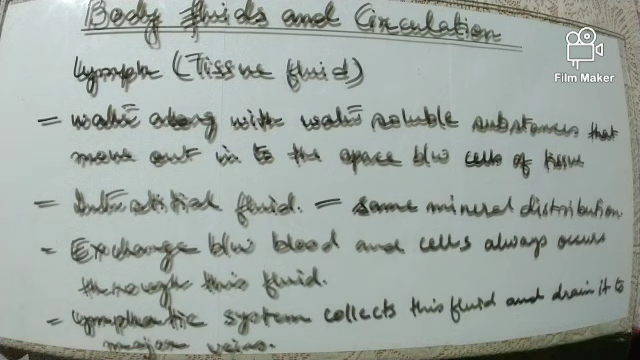 Body fluids and Circulation
Film Maker
Lymph (Tissue fluid)
= water along with water soluble substances that
move out in to the space b/w cells of tissue
= Interstitial fluid. = same mineral distribution
- Exchange b/w blood and cells always occurs
through this fluid.
= Lymphatic system collects this fluid and drain it to
major veins.